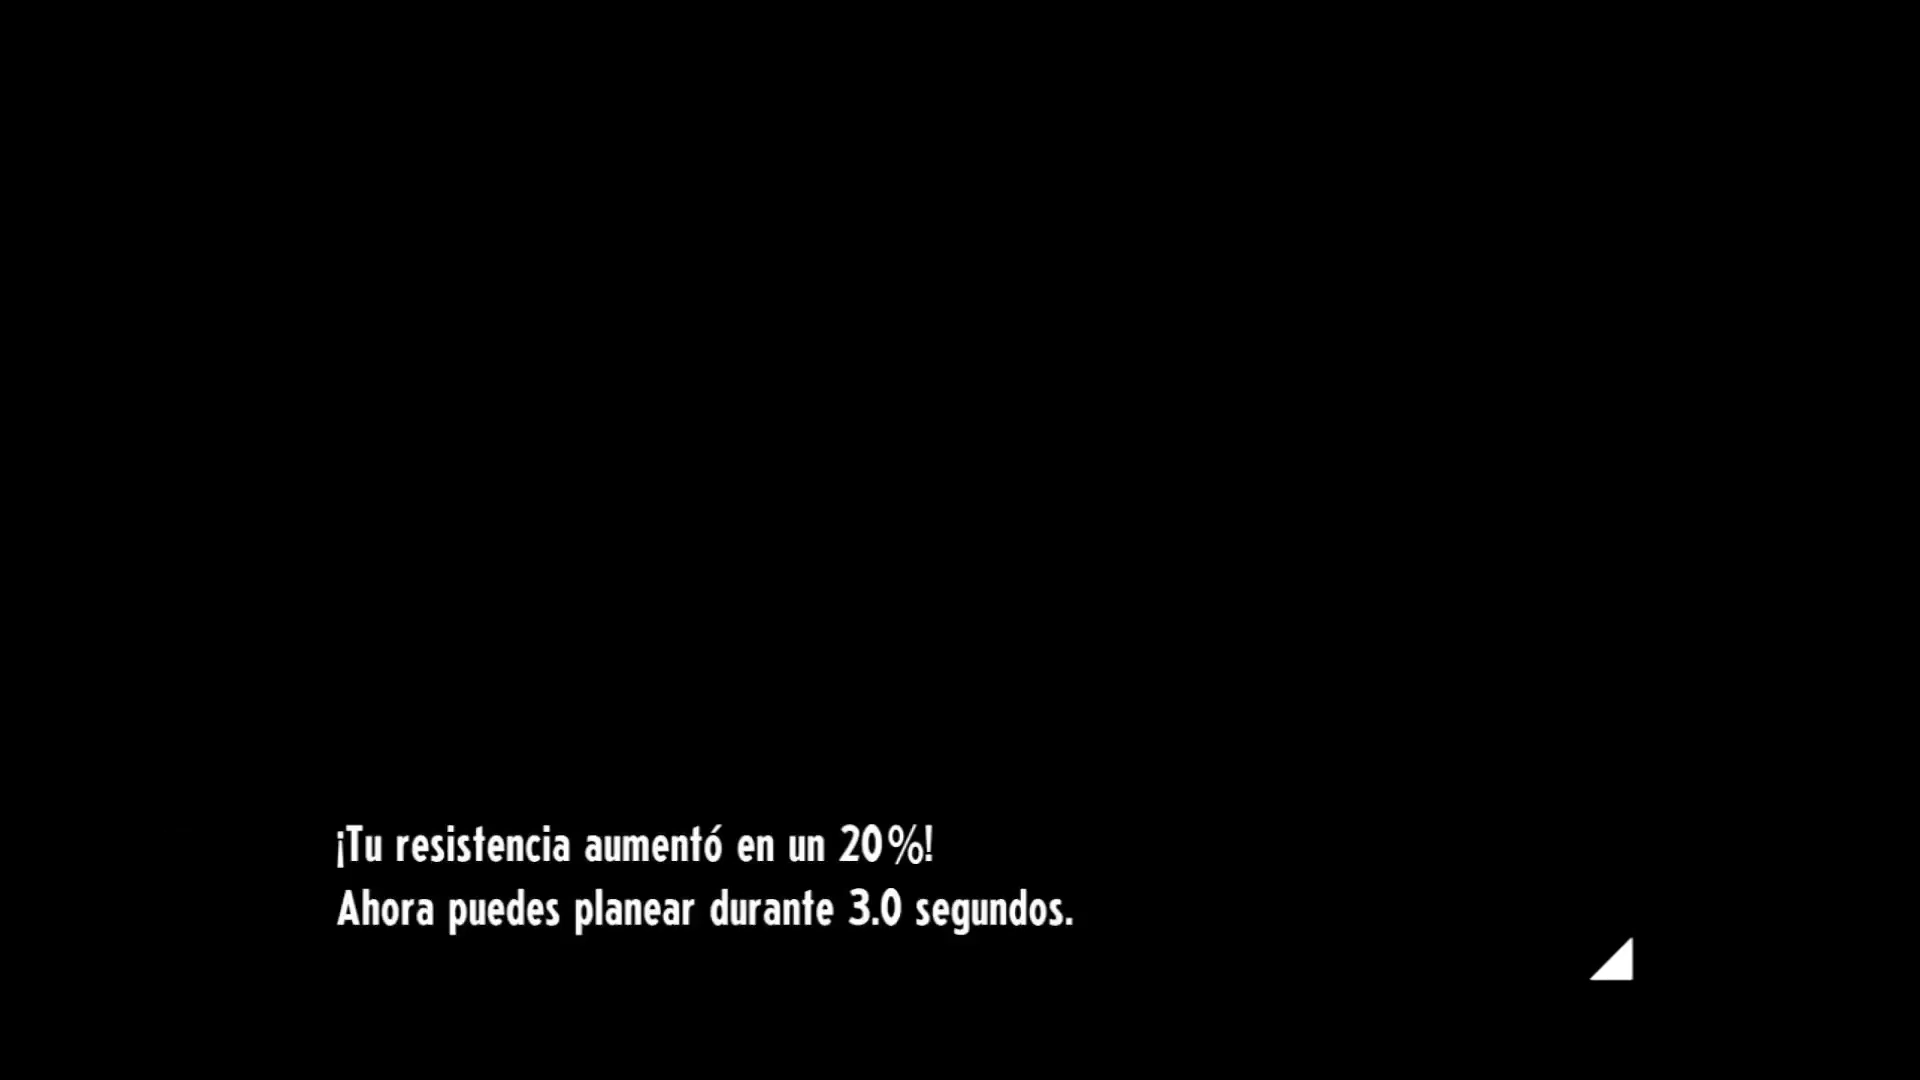 ¡Tu resistencia aumentó en un 20%!
Ahora puedes planear durante 3.0 segundos.